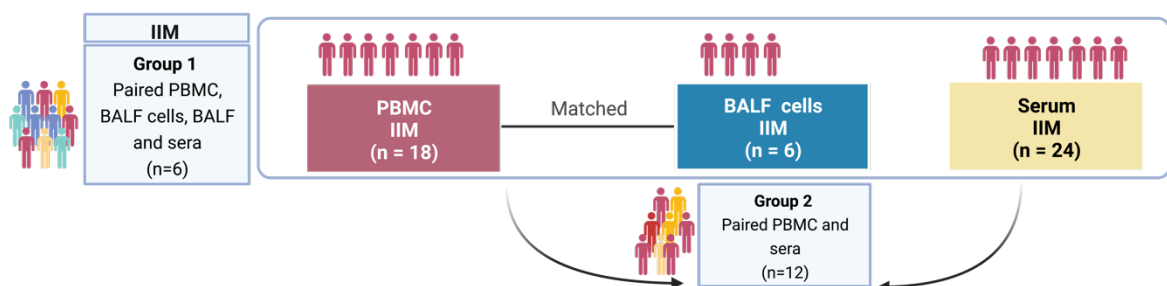 IIM
Group 1
Paired PBMC,
BALF cells, BALF
and sera
(n=6)
PBMC
IIM
(n = 18)
Matched
BALF cells
IIM
(n = 6)
Serum
IIM
(n = 24)
Group 2
Paired PBMC and
sera
(n=12)